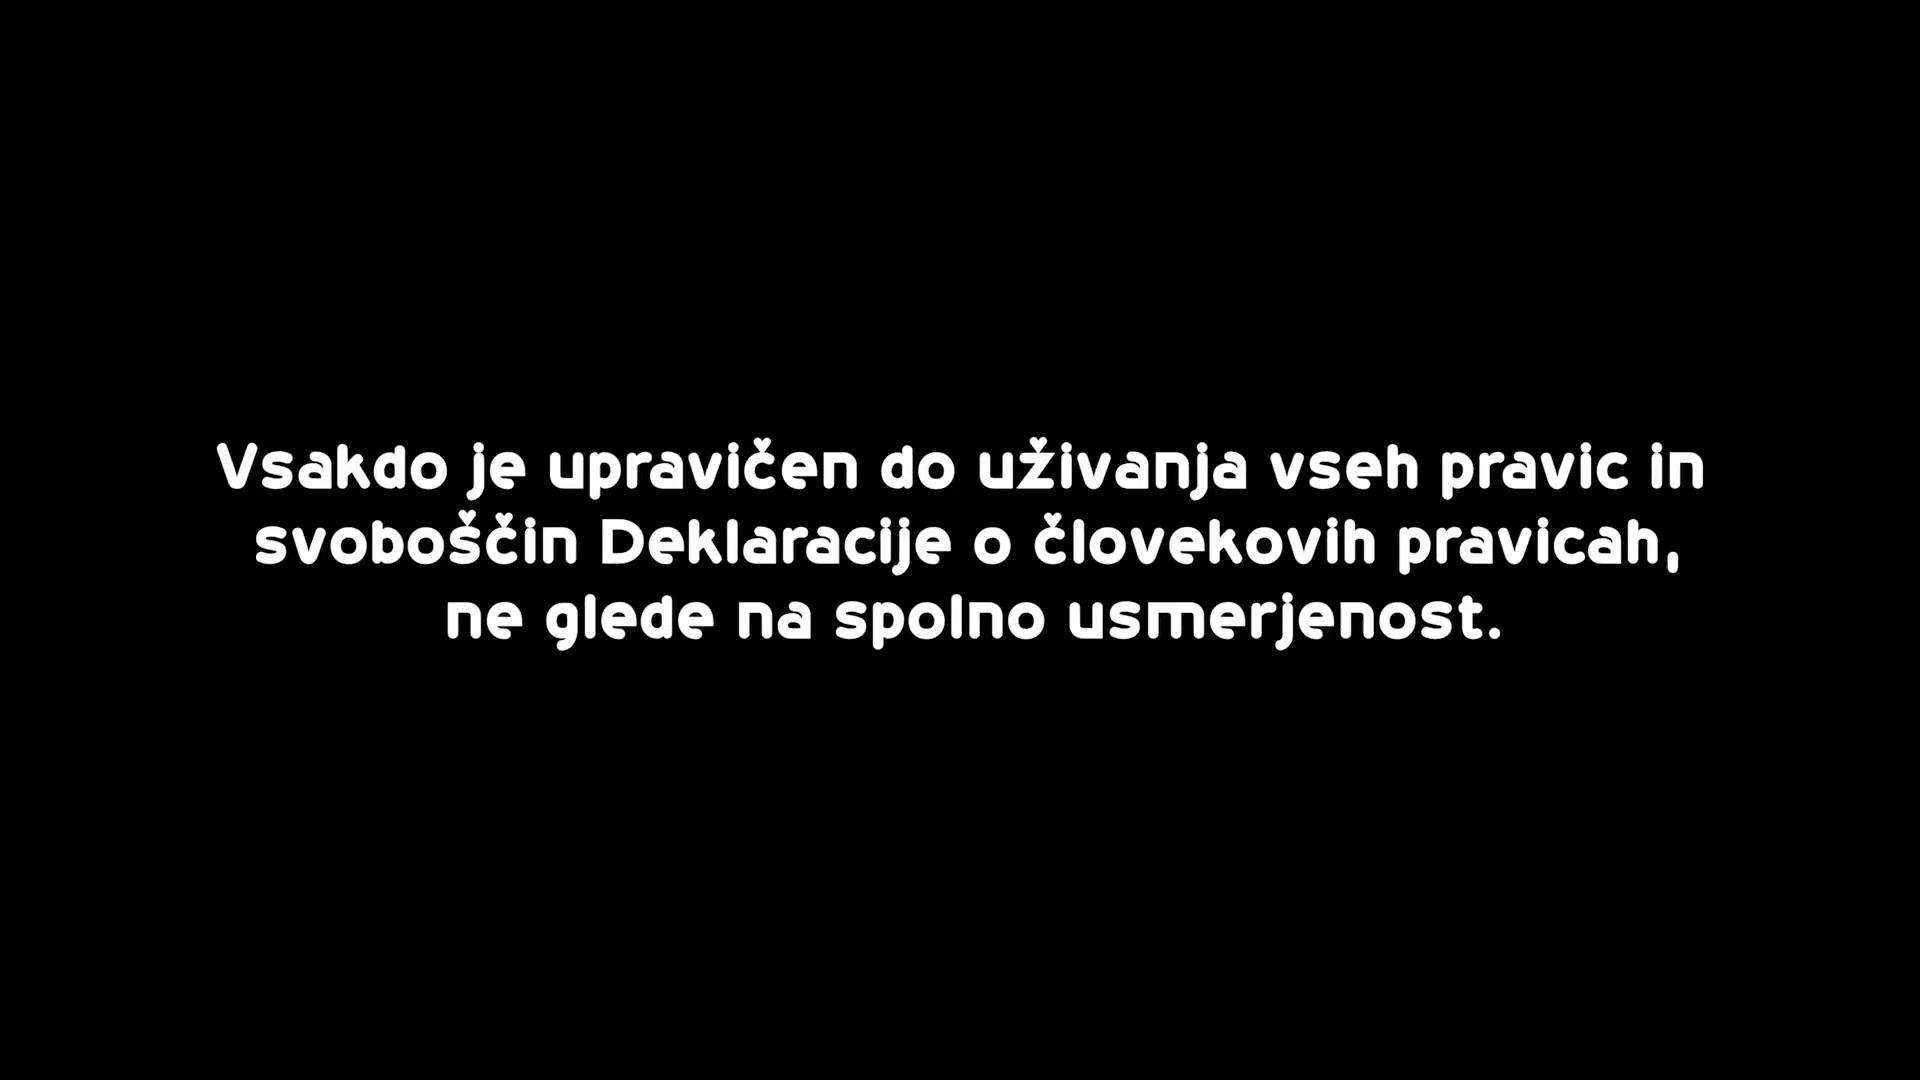 Vsakdo je upravičen do uživanja vseh pravic in
svoboščin Deklaracije o človekovih pravicah,
ne glede na spolno usmerjenost.